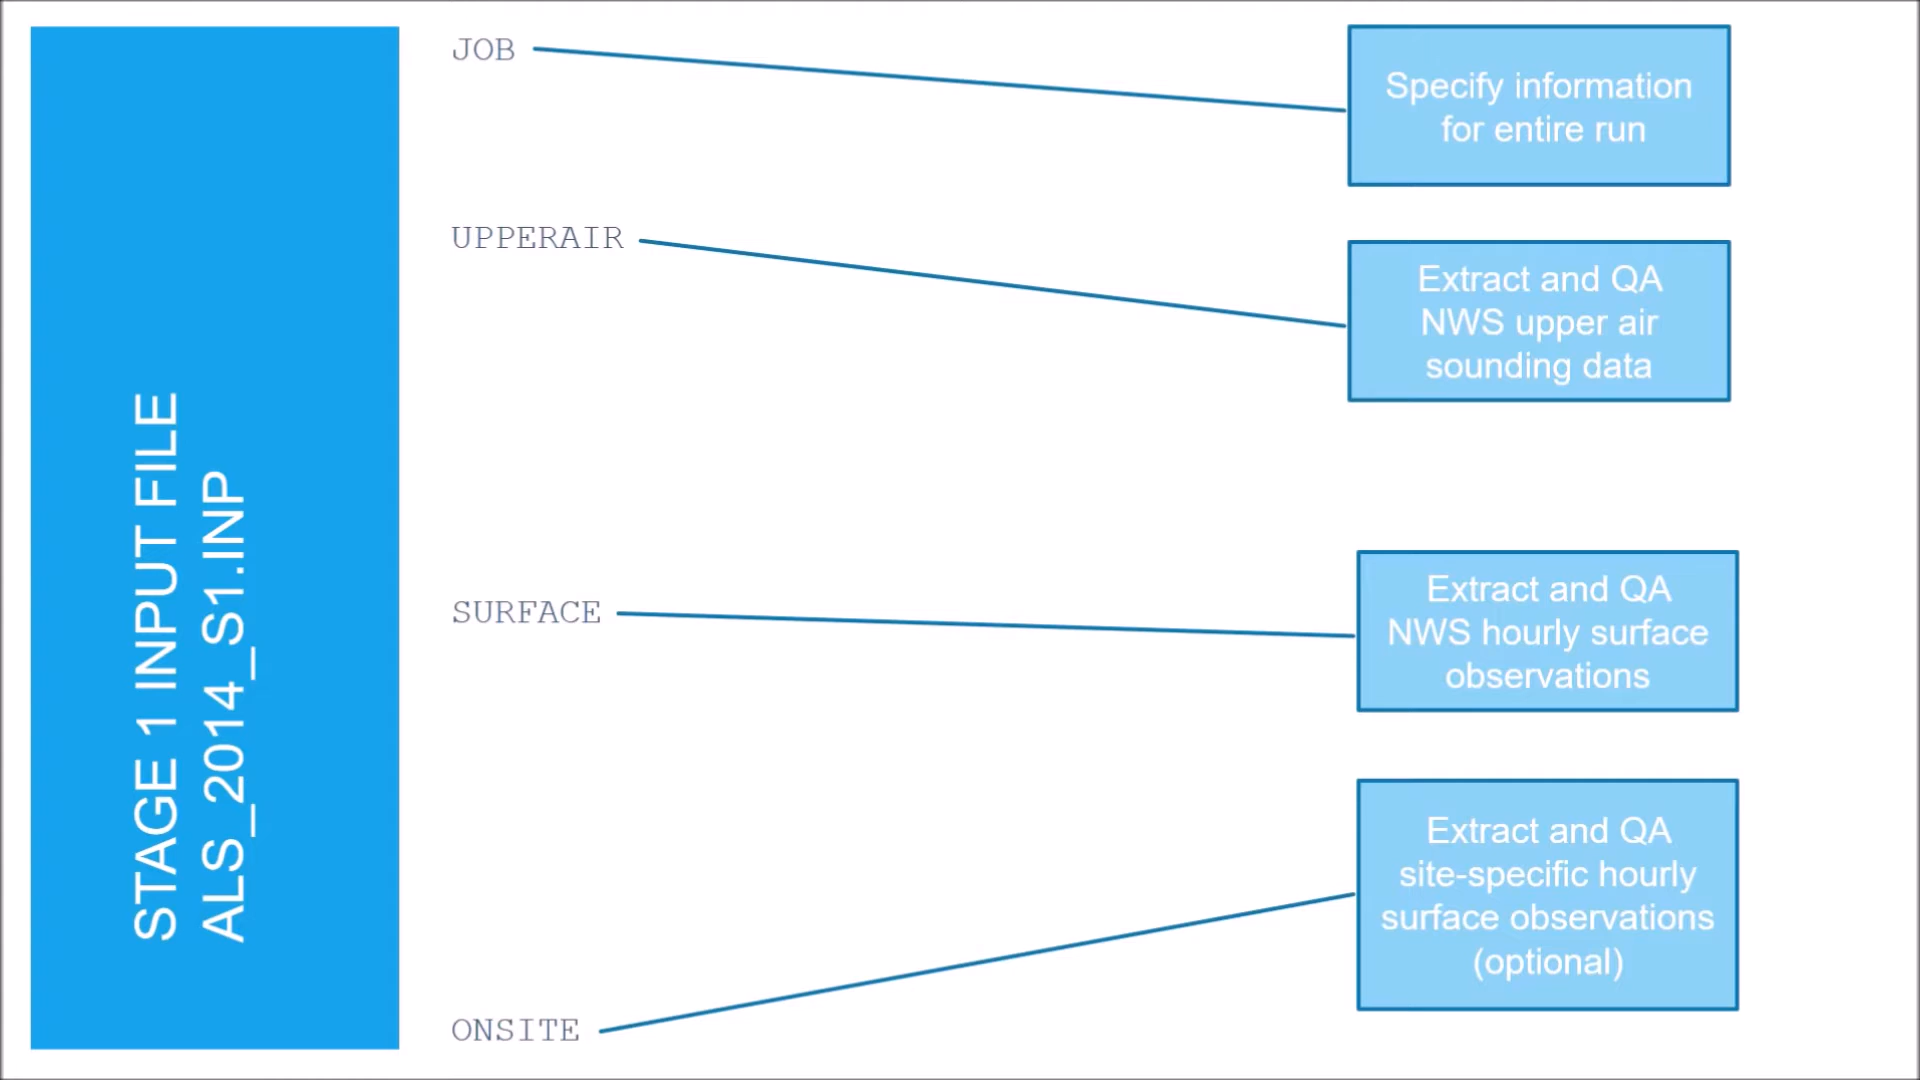 STAGE 1 INPUT FILE
ALS_2014_S1.INP
JOB
Specify information
for entire run
UPPERAIR
Extract and QA
NWS upper air
sounding data
SURFACE
Extract and QA
NWS hourly surface
observations
ONSITE
Extract and QA
site-specific hourly
surface observations
(optional)